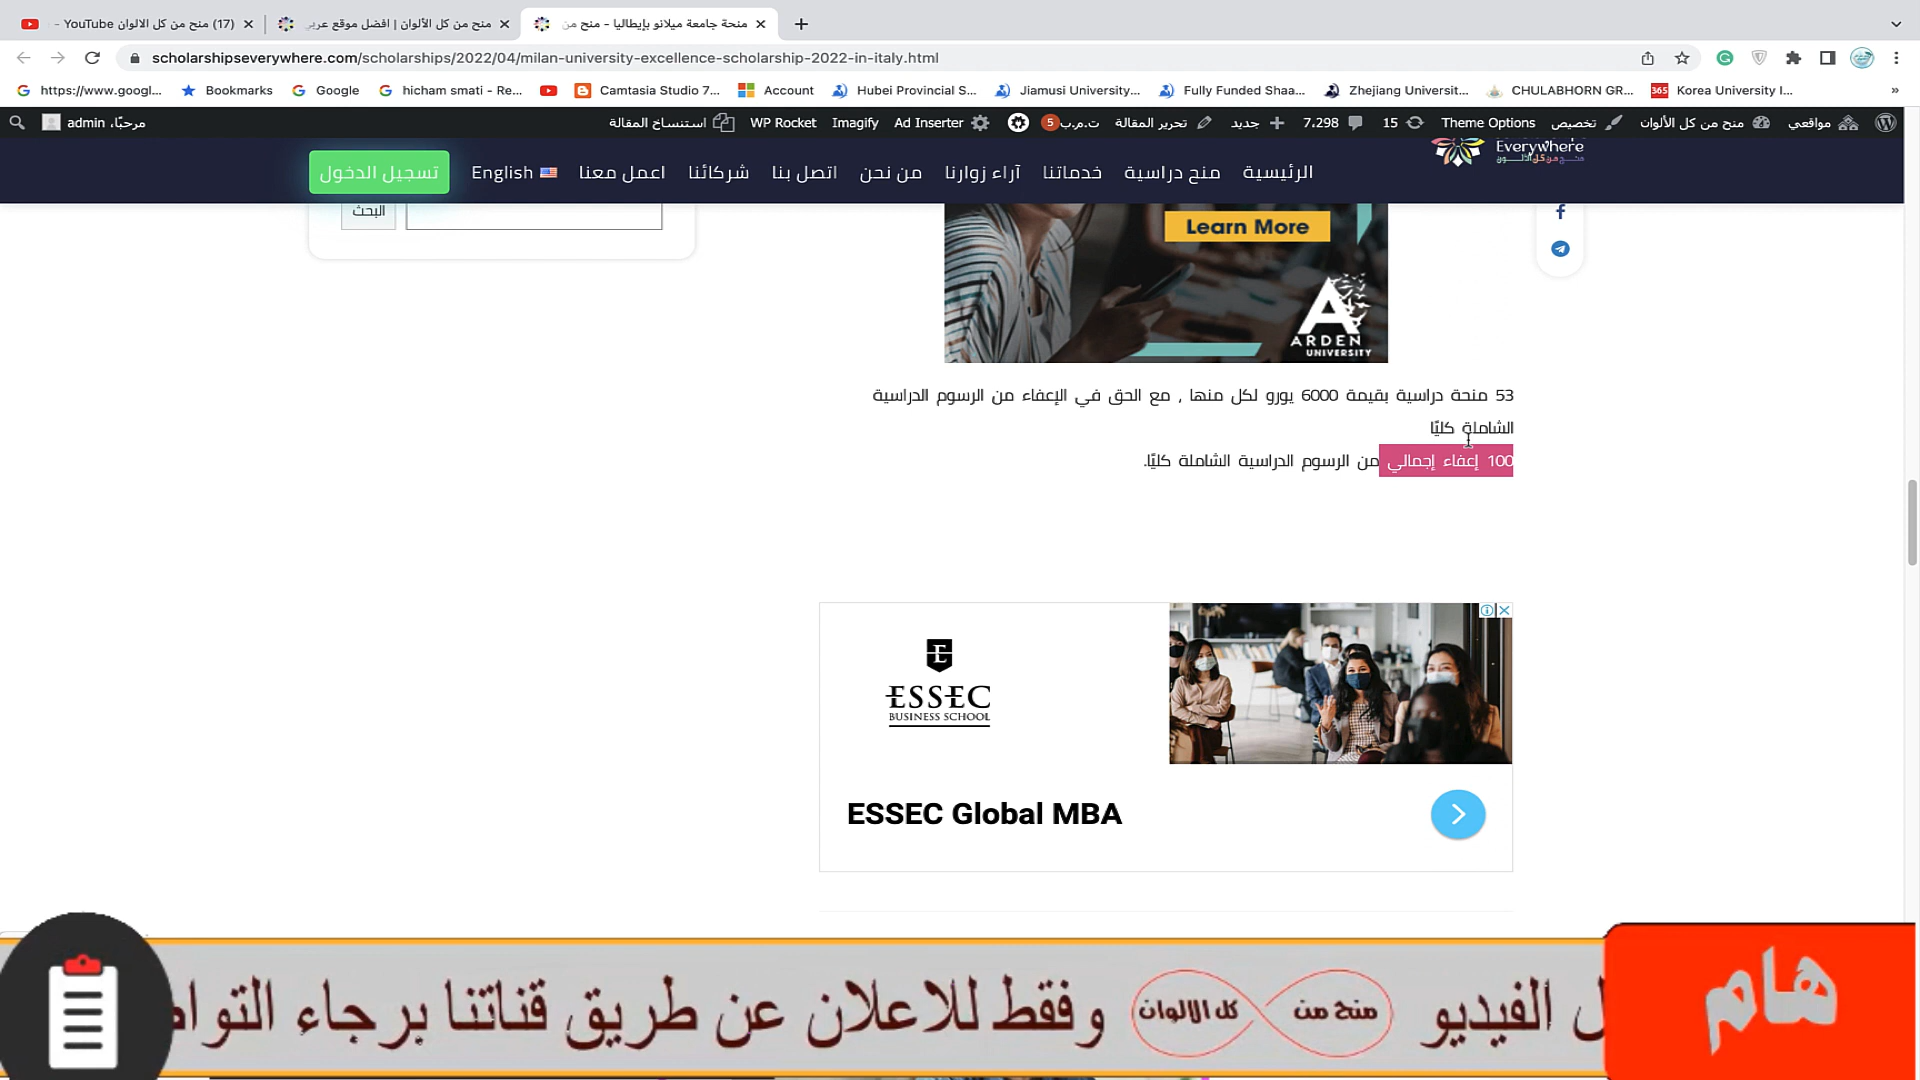 (17) منح من كل الالوان - YouTube
منح من كل الألوان | افضل موقع عربي
منحة جامعة ميلانو بإيطاليا - منح من
scholarshipseverywhere.com/scholarships/2022/04/milan-university-excellence-scholarship-2022-in-italy.html
https://www.googl...
Bookmarks
Google
hicham smati - Re...
Camtasia Studio 7...
Account
Hubei Provincial S...
Jiamusi University...
Fully Funded Shaa...
Zhejiang Universit...
CHULABHORN GR...
365
Korea University I...
»
مواقعي
منح من كل الألوان
تخصيص
Theme Options
15
7٬298
جديد
تحرير المقالة
ت.م.ب
5
Ad Inserter
Imagify
WP Rocket
استنساخ المقالة
مرحبًا، admin
Everywhere
منح من كل الألوان
الرئيسية
منح دراسية
خدماتنا
آراء زوارنا
من نحن
اتصل بنا
شركائنا
اعمل معنا
English
تسجيل الدخول
البحث
Learn More
ARDEN
UNIVERSITY
53 منحة دراسية بقيمة 6000 يورو لكل منها ، مع الحق في الإعفاء من الرسوم الدراسية
الشاملة كليًا
100 إعفاء إجمالي من الرسوم الدراسية الشاملة كليًا.
ESSEC
BUSINESS SCHOOL
ESSEC Global MBA
هام
ل الفيديو
منح من
كل الالوان
وفقط للاعلان عن طريق قناتنا برجاء التوا